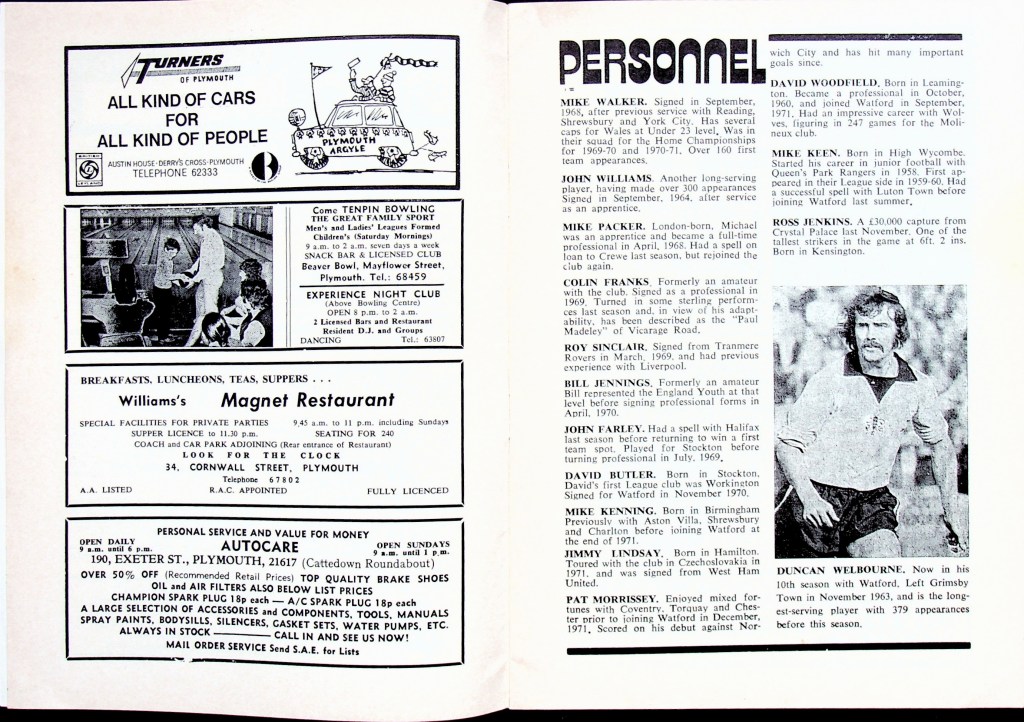 TURNERS
OF PLYMOUTH
ALL KIND OF CARS
FOR
ALL KIND OF PEOPLE
BRITISH
LEYLAND
AUSTIN HOUSE · DERRY'S CROSS · PLYMOUTH
TELEPHONE 62333
PLYMOUTH
ARGYLE
Come TENPIN BOWLING
THE GREAT FAMILY SPORT
Men's and Ladies' Leagues Formed
Children's (Saturday Mornings)
9 a.m. to 2 a.m. seven days a week
SNACK BAR & LICENSED CLUB
Beaver Bowl, Mayflower Street,
Plymouth. Tel.: 68459
EXPERIENCE NIGHT CLUB
(Above Bowling Centre)
OPEN 8 p.m. to 2 a.m.
2 Licensed Bars and Restaurant
Resident D.J. and Groups
DANCING Tel.: 63807
BREAKFASTS, LUNCHEONS, TEAS, SUPPERS . . .
Williams's Magnet Restaurant
SPECIAL FACILITIES FOR PRIVATE PARTIES 9.45 a.m. to 11 p.m. including Sundays
SUPPER LICENCE to 11.30 p.m. SEATING FOR 240
COACH and CAR PARK ADJOINING (Rear entrance of Restaurant)
LOOK FOR THE CLOCK
34, CORNWALL STREET, PLYMOUTH
Telephone 67802
A.A. LISTED R.A.C. APPOINTED FULLY LICENCED
PERSONAL SERVICE AND VALUE FOR MONEY
OPEN DAILY
9 a.m. until 6 p.m.
AUTOCARE
OPEN SUNDAYS
9 a.m. until 1 p.m.
190, EXETER ST., PLYMOUTH, 21617 (Cattedown Roundabout)
OVER 50% OFF (Recommended Retail Prices) TOP QUALITY BRAKE SHOES
OIL and AIR FILTERS ALSO BELOW LIST PRICES
CHAMPION SPARK PLUG 18p each — A/C SPARK PLUG 18p each
A LARGE SELECTION OF ACCESSORIES and COMPONENTS, TOOLS, MANUALS
SPRAY PAINTS, BODYSILLS, SILENCERS, GASKET SETS, WATER PUMPS, ETC.
ALWAYS IN STOCK ———— CALL IN AND SEE US NOW!
MAIL ORDER SERVICE Send S.A.E. for Lists
PERSONNEL
MIKE WALKER. Signed in September,
1968, after previous service with Reading,
Shrewsbury and York City. Has several
caps for Wales at Under 23 level. Was in
their squad for the Home Championships
for 1969-70 and 1970-71. Over 160 first
team appearances.
JOHN WILLIAMS. Another long-serving
player, having made over 300 appearances
Signed in September, 1964, after service
as an apprentice.
MIKE PACKER. London-born, Michael
was an apprentice and became a full-time
professional in April, 1968. Had a spell on
loan to Crewe last season, but rejoined the
club again.
COLIN FRANKS. Formerly an amateur
with the club. Signed as a professional in
1969. Turned in some sterling perform-
ces last season and, in view of his adapt-
ability, has been described as the "Paul
Madeley" of Vicarage Road.
ROY SINCLAIR. Signed from Tranmere
Rovers in March, 1969, and had previous
experience with Liverpool.
BILL JENNINGS. Formerly an amateur
Bill represented the England Youth at that
level before signing professional forms in
April, 1970.
JOHN FARLEY. Had a spell with Halifax
last season before returning to win a first
team spot. Played for Stockton before
turning professional in July, 1969.
DAVID BUTLER. Born in Stockton,
David's first League club was Workington
Signed for Watford in November 1970.
MIKE KENNING. Born in Birmingham
Previously with Aston Villa, Shrewsbury
and Charlton before joining Watford at
the end of 1971.
JIMMY LINDSAY. Born in Hamilton.
Toured with the club in Czechoslovakia in
1971, and was signed from West Ham
United.
PAT MORRISSEY. Enjoyed mixed for-
tunes with Coventry, Torquay and Ches-
ter prior to joining Watford in December,
1971. Scored on his debut against Nor-
wich City and has hit many important
goals since.
DAVID WOODFIELD. Born in Leaming-
ton. Became a professional in October,
1960, and joined Watford in September,
1971. Had an impressive career with Wol-
ves, figuring in 247 games for the Moli-
neux club.
MIKE KEEN. Born in High Wycombe.
Started his career in junior football with
Queen's Park Rangers in 1958. First ap-
peared in their League side in 1959-60. Had
a successful spell with Luton Town before
joining Watford last summer.
ROSS JENKINS. A £30,000 capture from
Crystal Palace last November. One of the
tallest strikers in the game at 6ft. 2 ins.
Born in Kensington.
DUNCAN WELBOURNE. Now in his
10th season with Watford. Left Grimsby
Town in November 1963, and is the long-
est-serving player with 379 appearances
before this season.